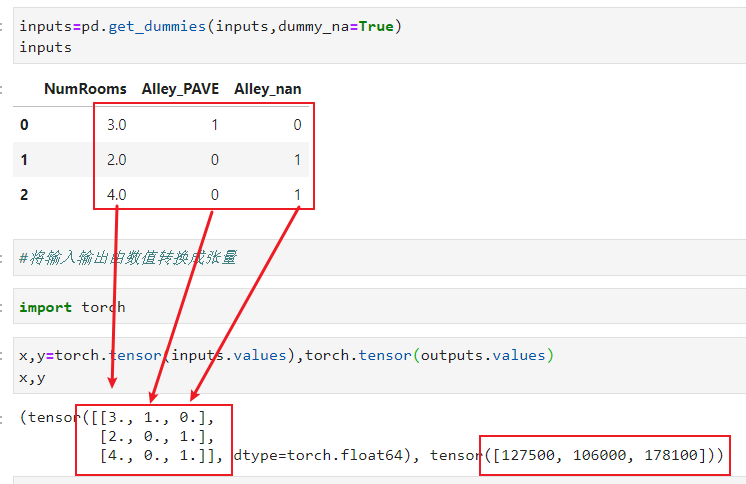 inputs=pd.get_dummies(inputs,dummy_na=True)
inputs
NumRooms Alley_PAVE Alley_nan
0 3.0 1 0
1 2.0 0 1
2 4.0 0 1
#将输入输出由数值转换成张量
import torch
x,y=torch.tensor(inputs.values),torch.tensor(outputs.values)
x,y
(tensor([[3., 1., 0.],
[2., 0., 1.],
[4., 0., 1.]], dtype=torch.float64), tensor([127500, 106000, 178100]))